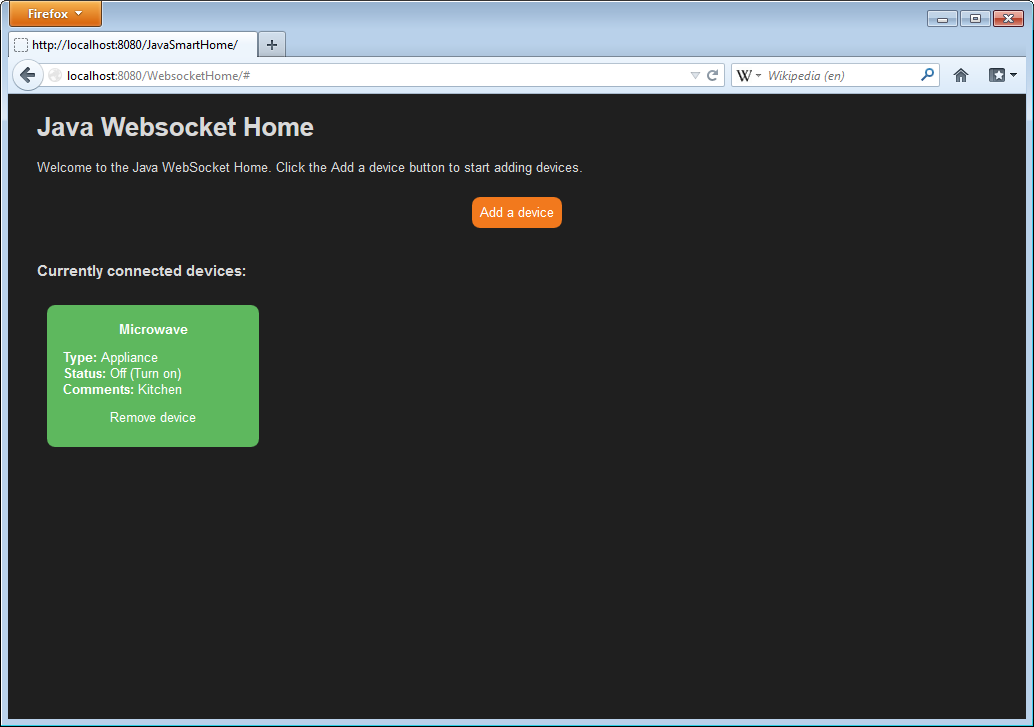 Firefox
http://localhost:8080/JavaSmartHome/
localhost:8080/WebsocketHome/#
W Wikipedia (en)
Java Websocket Home
Welcome to the Java WebSocket Home. Click the Add a device button to start adding devices.
Add a device
Currently connected devices:
Microwave
Type: Appliance
Status: Off (Turn on)
Comments: Kitchen
Remove device